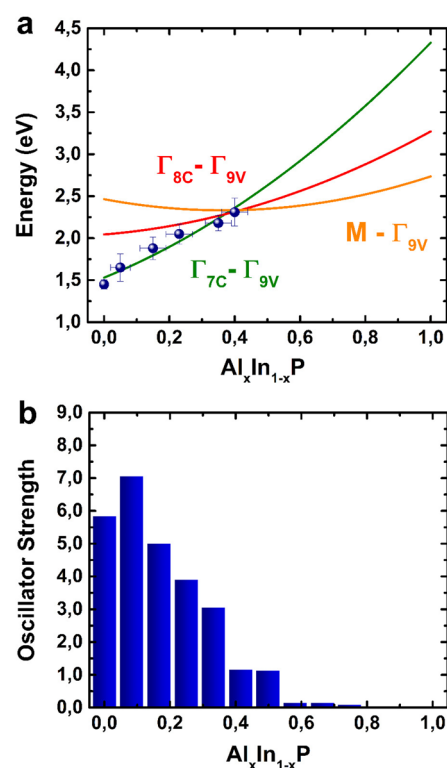 a
4,5
4,0
3,5
3,0
2,5
2,0
1,5
1,0
Energy (eV)
Γ8C - Γ9V
M - Γ9V
Γ7C - Γ9V
0,0 0,2 0,4 0,6 0,8 1,0
AlxIn1-xP
b
9,0
8,0
7,0
6,0
5,0
4,0
3,0
2,0
1,0
0,0
Oscillator Strength
0,0 0,2 0,4 0,6 0,8 1,0
AlxIn1-xP